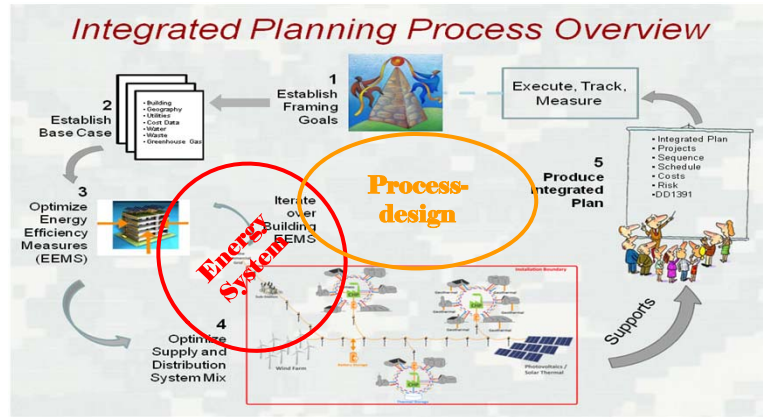 Integrated Planning Process Overview
1
Establish
Framing
Goals
Execute, Track,
Measure
2
Establish
Base Case
• Building
• Geography
• Utilities
• Cost Data
• Water
• Waste
• Greenhouse Gas
• Integrated Plan
• Projects
• Sequence
• Schedule
• Costs
• Risk
•DD1391
5
Produce
Integrated
Plan
Process-
design
3
Optimize
Energy
Efficiency
Measures
(EEMS)
Iterate
over
Building
EEMS
Energy
System
4
Optimize
Supply and
Distribution
System Mix
Installation Boundary
Wind Farm
Photovoltaics /
Solar Thermal
Supports